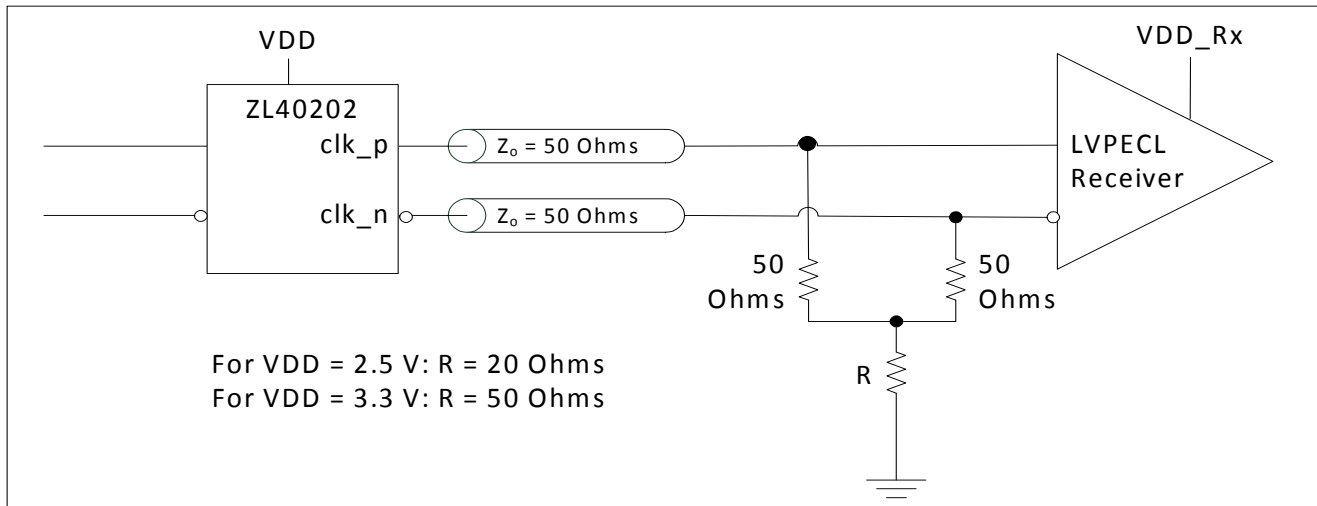 VDD
VDD_Rx
ZL40202
clk_p
Zo = 50 Ohms
LVPECL
Receiver
clk_n
Zo = 50 Ohms
50
Ohms
50
Ohms
For VDD = 2.5 V: R = 20 Ohms
For VDD = 3.3 V: R = 50 Ohms
R